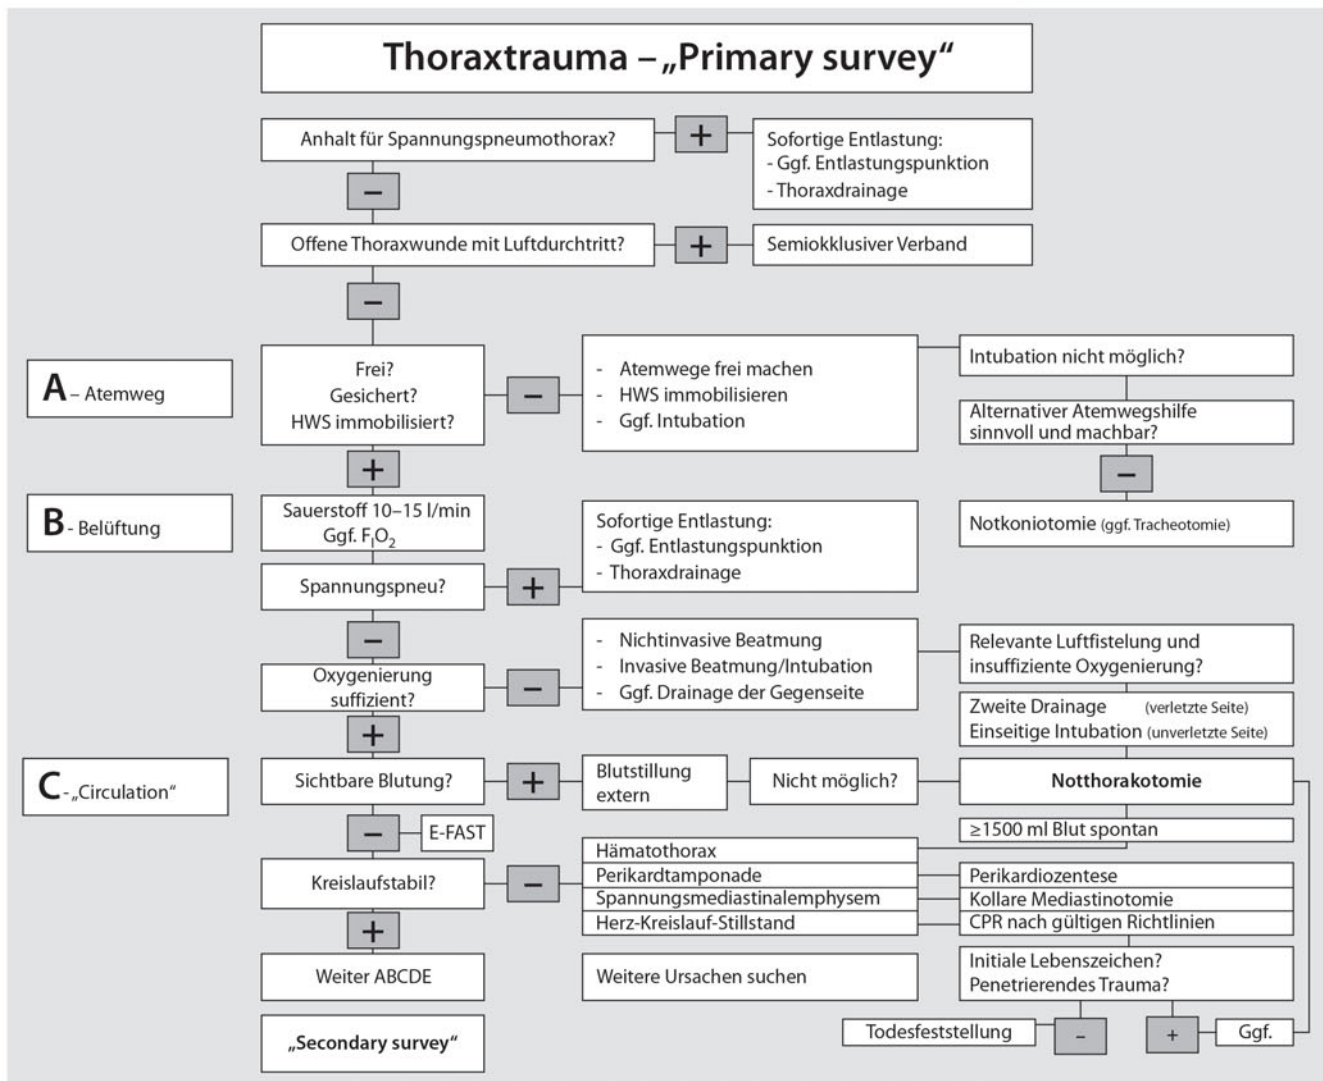 Thoraxtrauma – „Primary survey“
Anhalt für Spannungspneumothorax?
+
Sofortige Entlastung:
- Ggf. Entlastungspunktion
- Thoraxdrainage
–
Offene Thoraxwunde mit Luftdurchtritt?
+
Semiokklusiver Verband
–
A – Atemweg
Frei?
Gesichert?
HWS immobilisiert?
–
- Atemwege frei machen
- HWS immobilisieren
- Ggf. Intubation
Intubation nicht möglich?
Alternativer Atemwegshilfe
sinnvoll und machbar?
–
Notkoniotomie (ggf. Tracheotomie)
+
B - Belüftung
Sauerstoff 10–15 l/min
Ggf. FIO2
Spannungspneu?
+
Sofortige Entlastung:
- Ggf. Entlastungspunktion
- Thoraxdrainage
–
Oxygenierung
suffizient?
–
- Nichtinvasive Beatmung
- Invasive Beatmung/Intubation
- Ggf. Drainage der Gegenseite
Relevante Luftfistelung und
insuffiziente Oxygenierung?
Zweite Drainage (verletzte Seite)
Einseitige Intubation (unverletzte Seite)
+
C - „Circulation“
Sichtbare Blutung?
+
Blutstillung
extern
Nicht möglich?
Notthorakotomie
≥1500 ml Blut spontan
–
E-FAST
Kreislaufstabil?
–
Hämatothorax
Perikardtamponade
Perikardiozentese
Spannungsmediastinalemphysem
Kollare Mediastinotomie
Herz-Kreislauf-Stillstand
CPR nach gültigen Richtlinien
+
Weiter ABCDE
Weitere Ursachen suchen
Initiale Lebenszeichen?
Penetrierendes Trauma?
Todesfeststellung
–
+
Ggf.
„Secondary survey“